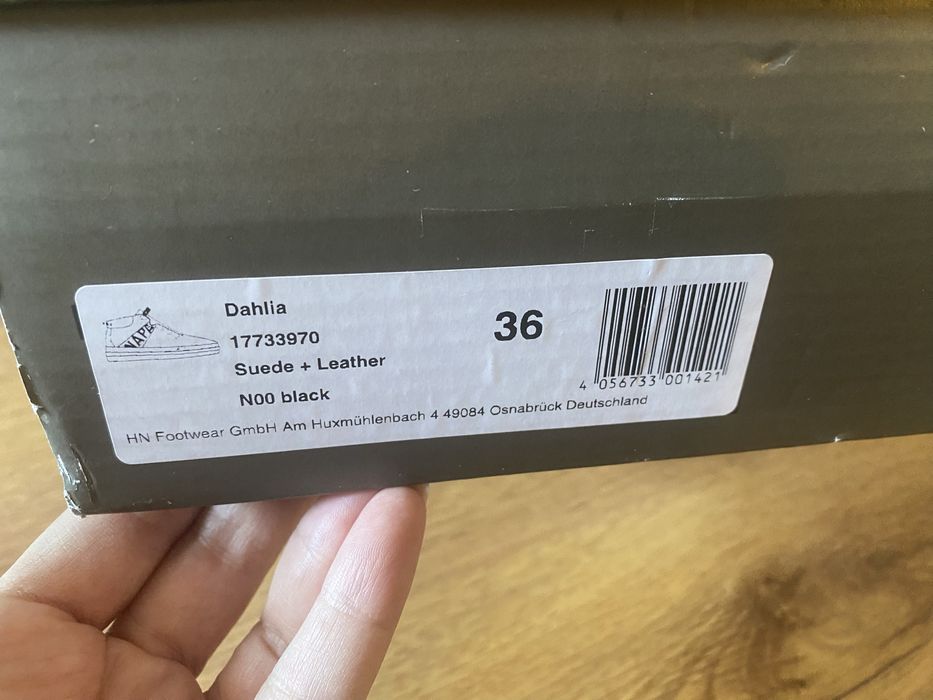 Dahlia
17733970
Suede + Leather
N00 black
36
4 056733 001421
HN Footwear GmbH Am Huxmühlenbach 4 49084 Osnabrück Deutschland